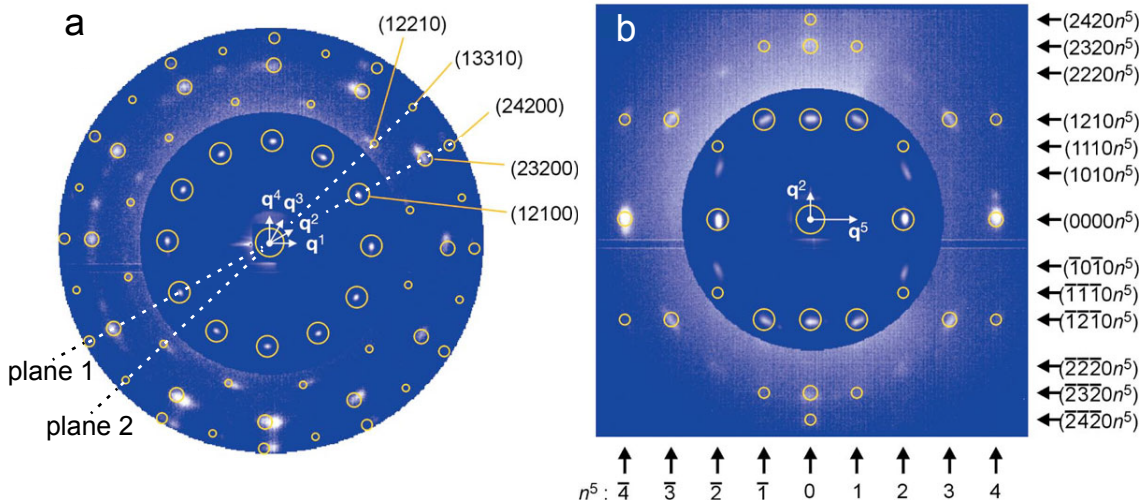 a
(12210)
(13310)
(24200)
(23200)
(12100)
q⁴ q³
q²
q¹
plane 1
plane 2
b
q²
q⁵
(2420n⁵)
(2320n⁵)
(2220n⁵)
(1210n⁵)
(1110n⁵)
(1010n⁵)
(0000n⁵)
(1̅01̅0n⁵)
(1̅1̅1̅0n⁵)
(1̅2̅1̅0n⁵)
(2̅2̅2̅0n⁵)
(2̅3̅2̅0n⁵)
(2̅4̅2̅0n⁵)
n⁵ : 4̅ 3̅ 2̅ 1̅ 0 1 2 3 4